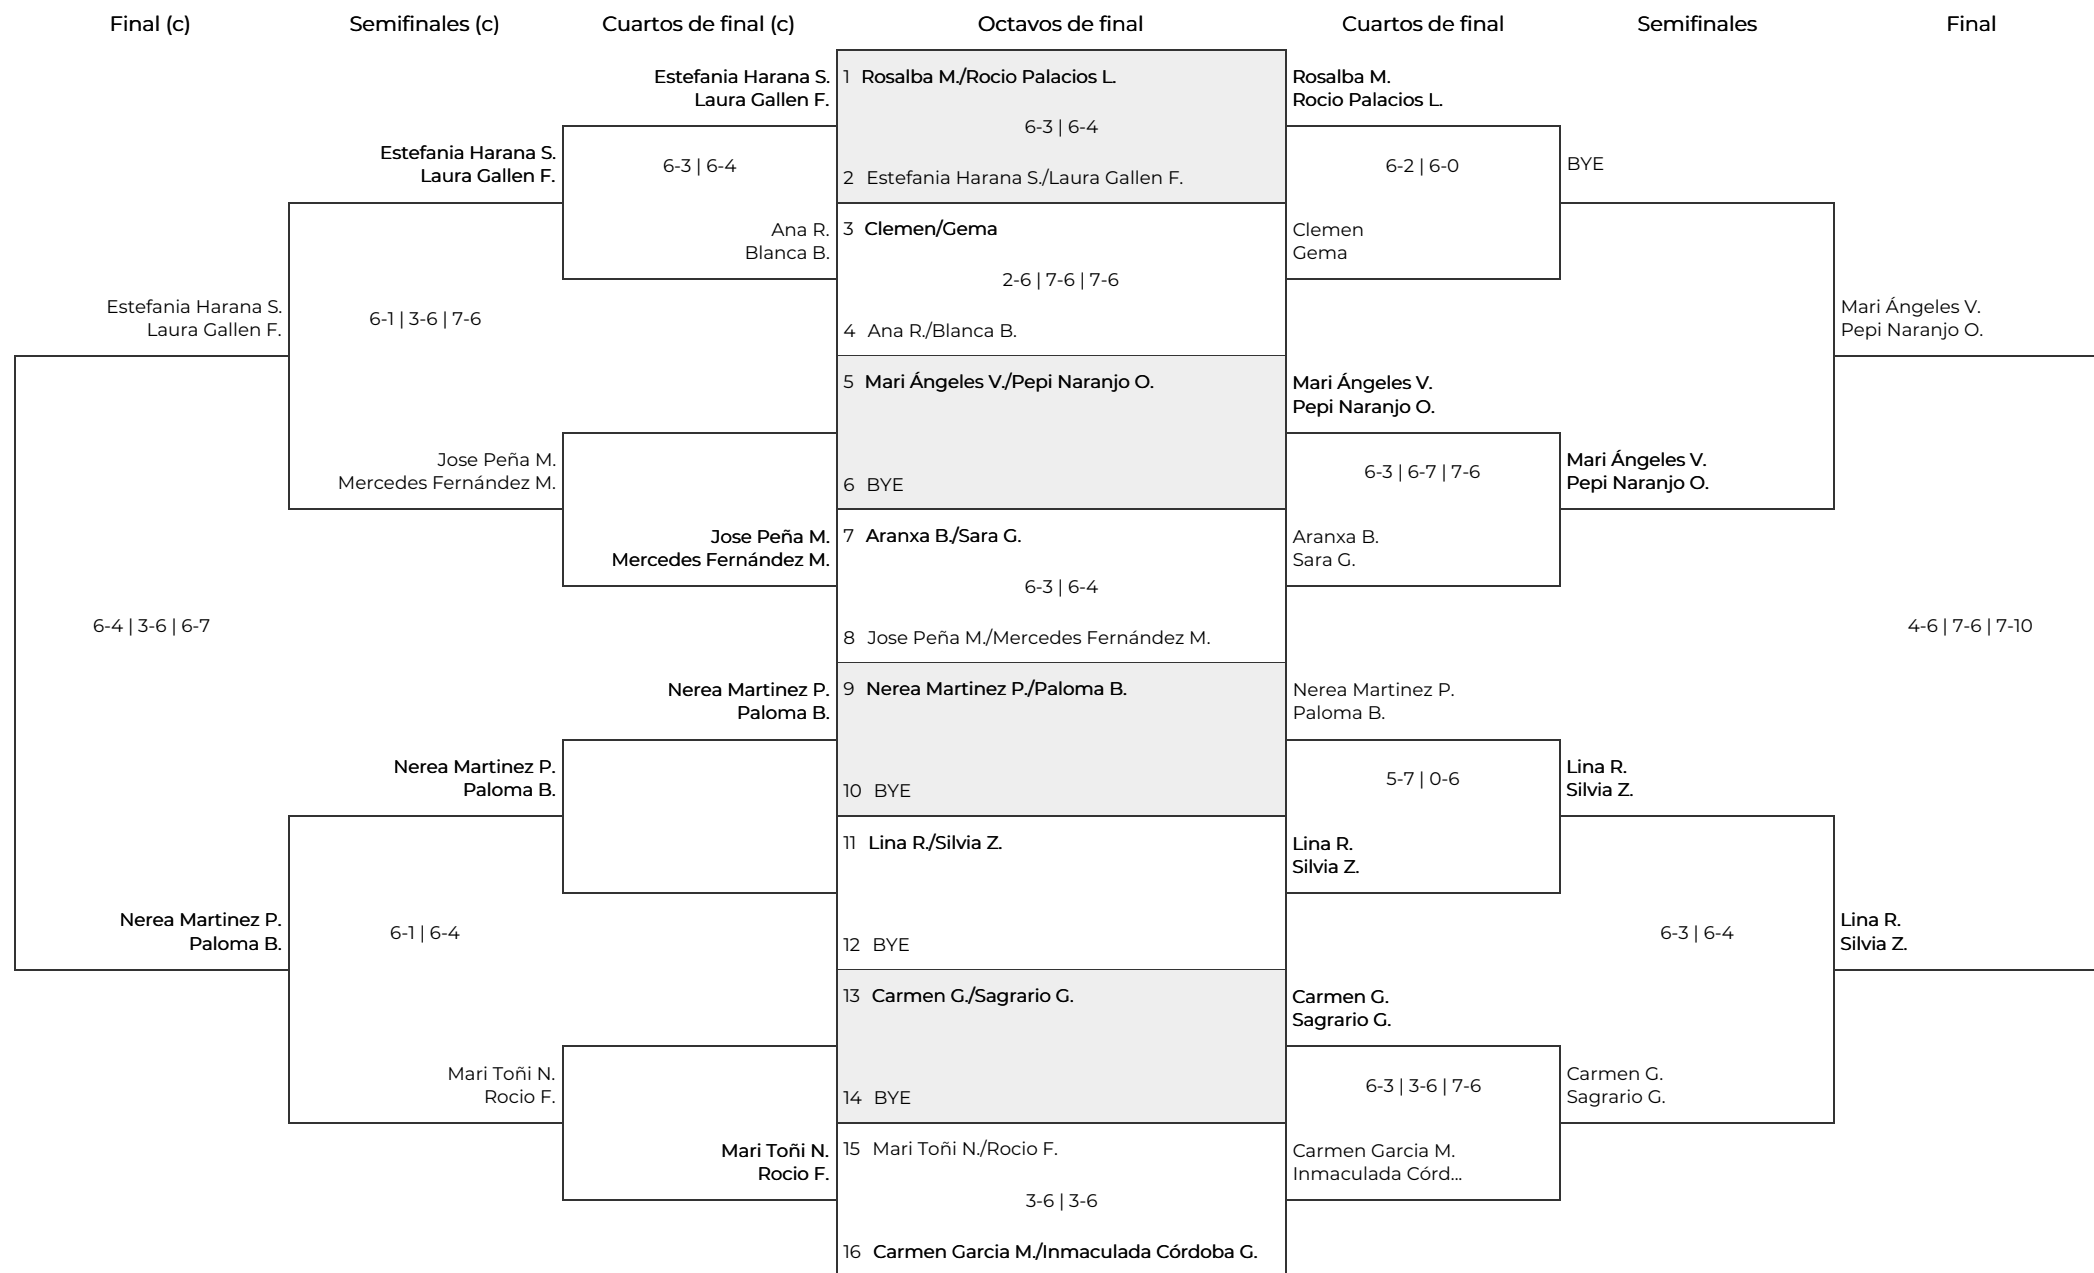 Final (c)
Semifinales (c)
Cuartos de final (c)
Octavos de final
Cuartos de final
Semifinales
Final
Estefania Harana S.
Laura Gallen F.
6-4 | 3-6 | 6-7
Nerea Martinez P.
Paloma B.
Estefania Harana S.
Laura Gallen F.
6-1 | 3-6 | 7-6
Jose Peña M.
Mercedes Fernández M.
Nerea Martinez P.
Paloma B.
6-1 | 6-4
Mari Toñi N.
Rocio F.
Estefania Harana S.
Laura Gallen F.
6-3 | 6-4
Ana R.
Blanca B.
Jose Peña M.
Mercedes Fernández M.
Nerea Martinez P.
Paloma B.
Mari Toñi N.
Rocio F.
1 Rosalba M./Rocio Palacios L.
6-3 | 6-4
2 Estefania Harana S./Laura Gallen F.
3 Clemen/Gema
2-6 | 7-6 | 7-6
4 Ana R./Blanca B.
5 Mari Ángeles V./Pepi Naranjo O.
6 BYE
7 Aranxa B./Sara G.
6-3 | 6-4
8 Jose Peña M./Mercedes Fernández M.
9 Nerea Martinez P./Paloma B.
10 BYE
11 Lina R./Silvia Z.
12 BYE
13 Carmen G./Sagrario G.
14 BYE
15 Mari Toñi N./Rocio F.
3-6 | 3-6
16 Carmen Garcia M./Inmaculada Córdoba G.
Rosalba M.
Rocio Palacios L.
6-2 | 6-0
Clemen
Gema
Mari Ángeles V.
Pepi Naranjo O.
6-3 | 6-7 | 7-6
Aranxa B.
Sara G.
Nerea Martinez P.
Paloma B.
5-7 | 0-6
Lina R.
Silvia Z.
Carmen G.
Sagrario G.
6-3 | 3-6 | 7-6
Carmen Garcia M.
Inmaculada Córd...
BYE
Mari Ángeles V.
Pepi Naranjo O.
Lina R.
Silvia Z.
6-3 | 6-4
Carmen G.
Sagrario G.
Mari Ángeles V.
Pepi Naranjo O.
4-6 | 7-6 | 7-10
Lina R.
Silvia Z.